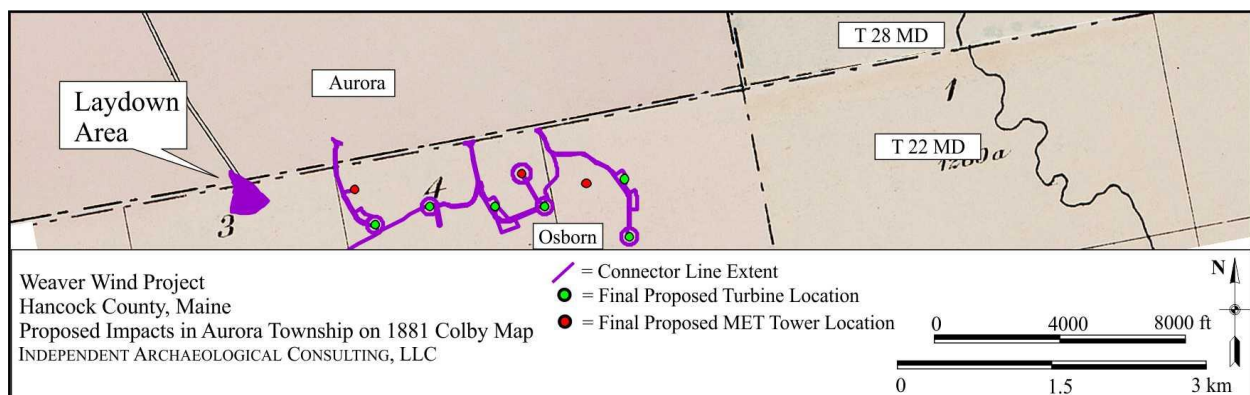 T 28 MD
Aurora
Laydown
Area
1
T 22 MD
4
3
Osborn
Weaver Wind Project
Hancock County, Maine
Proposed Impacts in Aurora Township on 1881 Colby Map
INDEPENDENT ARCHAEOLOGICAL CONSULTING, LLC
= Connector Line Extent
= Final Proposed Turbine Location
= Final Proposed MET Tower Location
N
0 4000 8000 ft
0 1.5 3 km